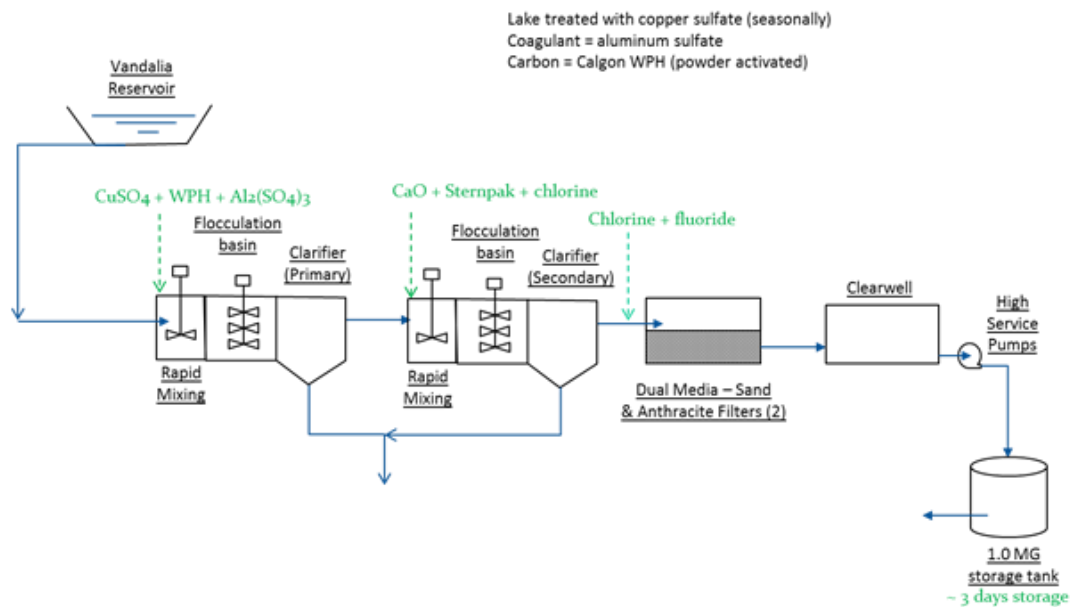 Lake treated with copper sulfate (seasonally)
Coagulant = aluminum sulfate
Carbon = Calgon WPH (powder activated)
Vandalia
Reservoir
CuSO4 + WPH + Al2(SO4)3
Flocculation
basin
Clarifier
(Primary)
Rapid
Mixing
CaO + Sternpak + chlorine
Flocculation
basin
Clarifier
(Secondary)
Rapid
Mixing
Chlorine + fluoride
Dual Media – Sand
& Anthracite Filters (2)
Clearwell
High
Service
Pumps
1.0 MG
storage tank
~ 3 days storage